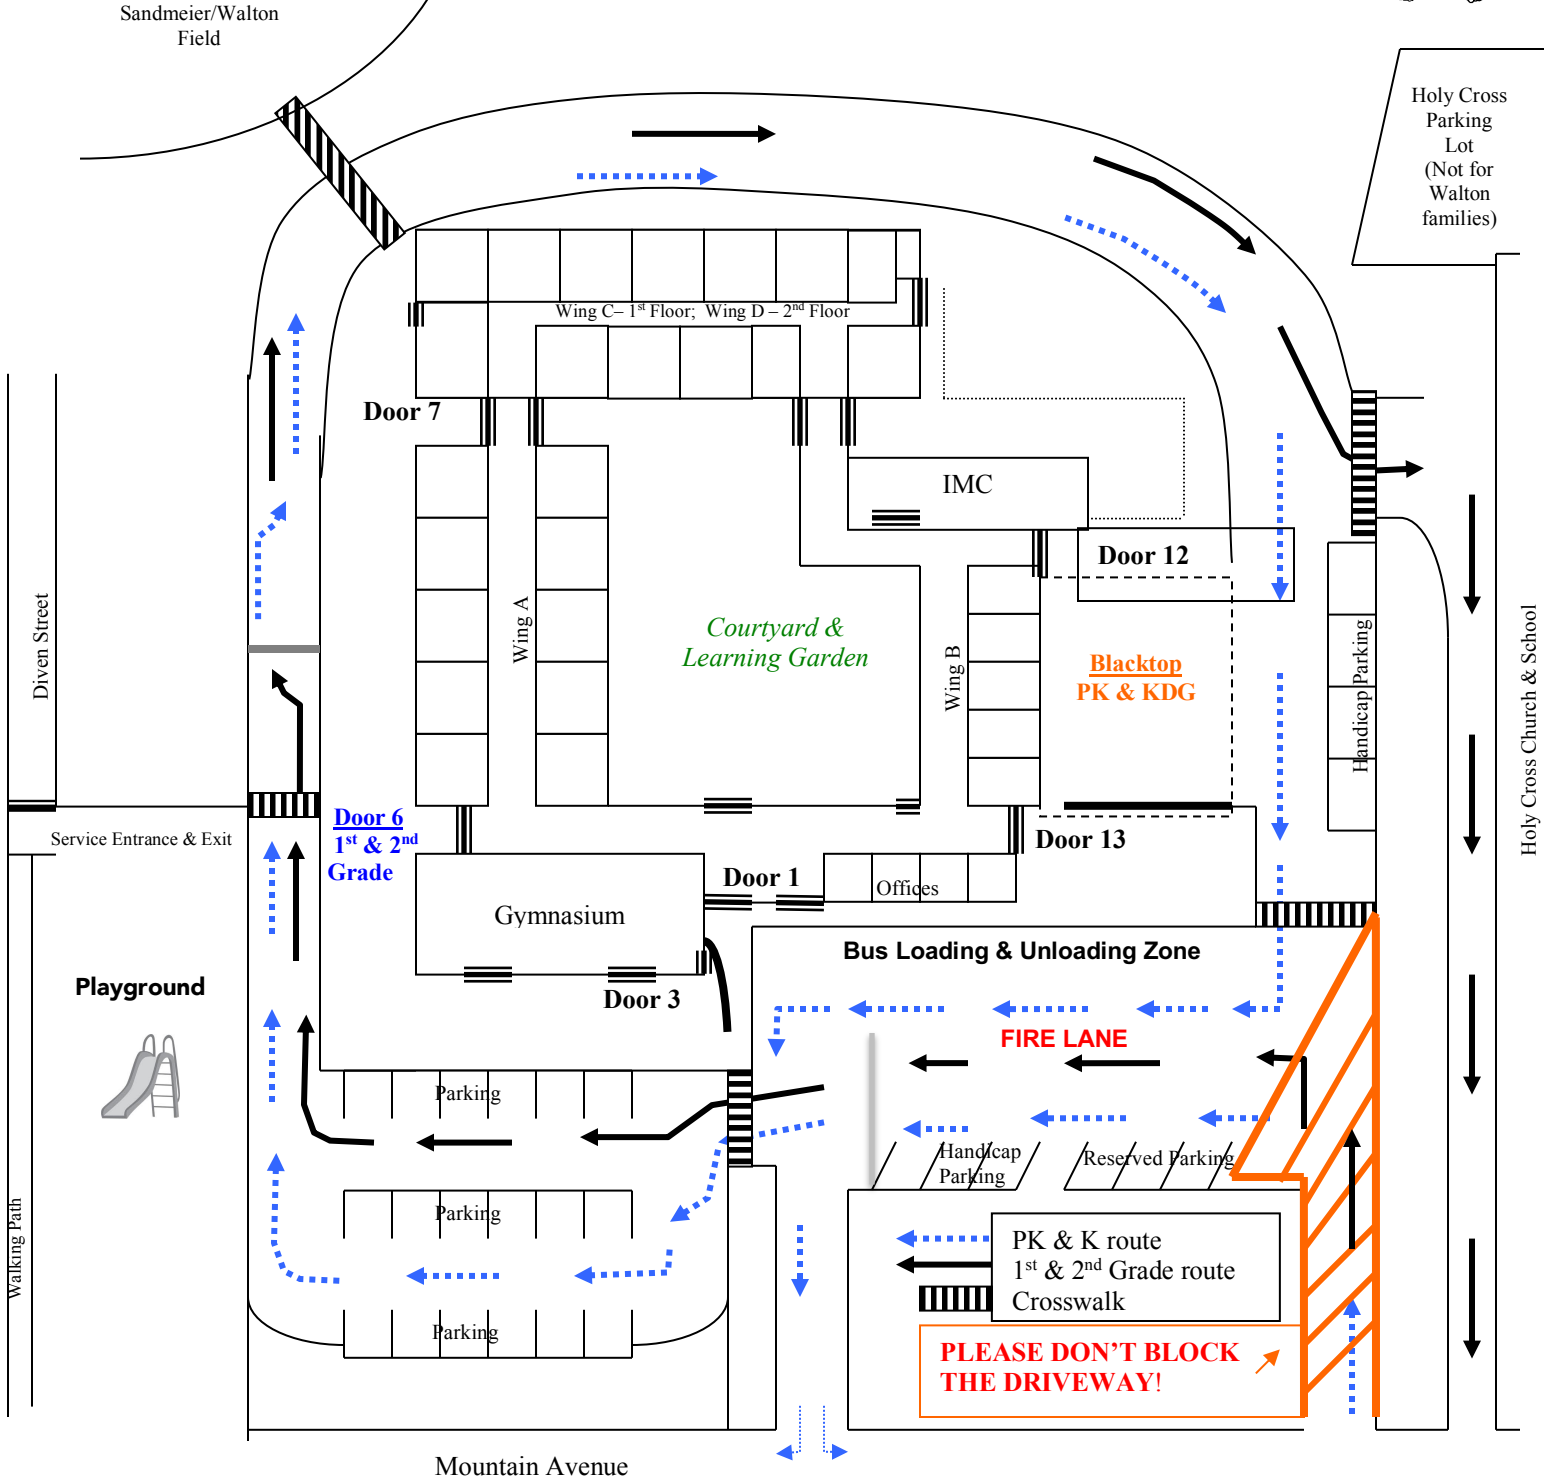 Sandmeier/Walton
Field
Holy Cross
Parking
Lot
(Not for
Walton
families)
Wing C– 1st Floor; Wing D – 2nd Floor
Door 7
IMC
Door 12
Diven Street
Wing A
Courtyard &
Learning Garden
Wing B
Blacktop
PK & KDG
Handicap Parking
Holy Cross Church & School
Service Entrance & Exit
Door 6
1st & 2nd
Grade
Door 13
Door 1
Offices
Gymnasium
Bus Loading & Unloading Zone
Playground
Door 3
FIRE LANE
Parking
Handicap
Parking
Reserved Parking
Parking
Walking Path
PK & K route
1st & 2nd Grade route
Crosswalk
Parking
PLEASE DON’T BLOCK
THE DRIVEWAY!
Mountain Avenue